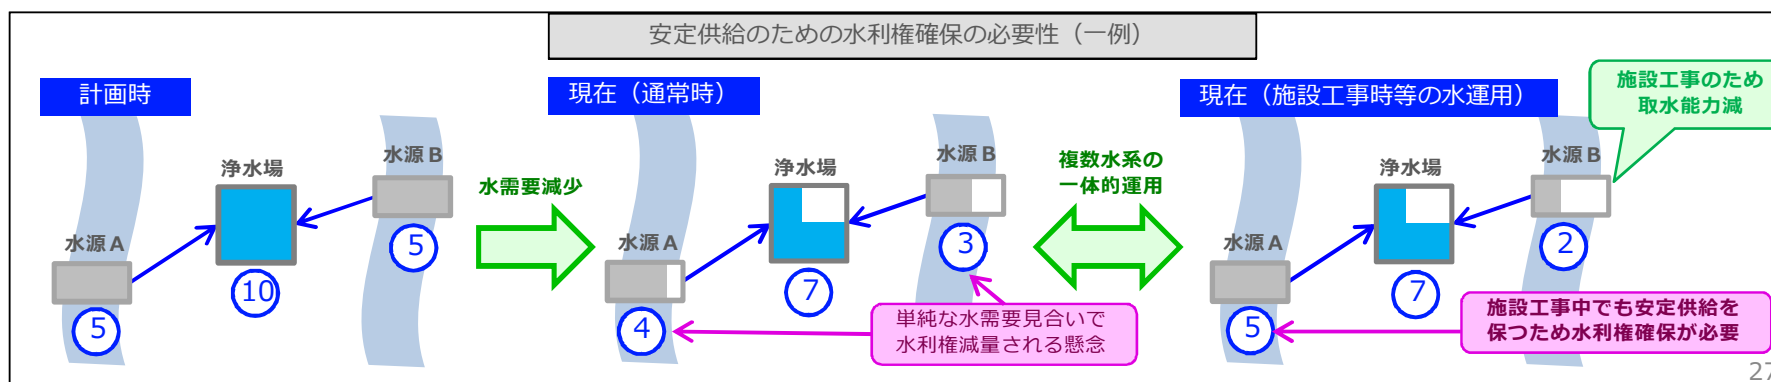 安定供給のための水利権確保の必要性（一例）
計画時
水源Ａ
5
浄水場
10
水源Ｂ
5
水需要減少
現在（通常時）
水源Ａ
4
浄水場
7
水源Ｂ
3
単純な水需要見合いで
水利権減量される懸念
複数水系の
一体的運用
現在（施設工事時等の水運用）
水源Ａ
5
浄水場
7
水源Ｂ
2
施設工事のため
取水能力減
施設工事中でも安定供給を
保つため水利権確保が必要
27